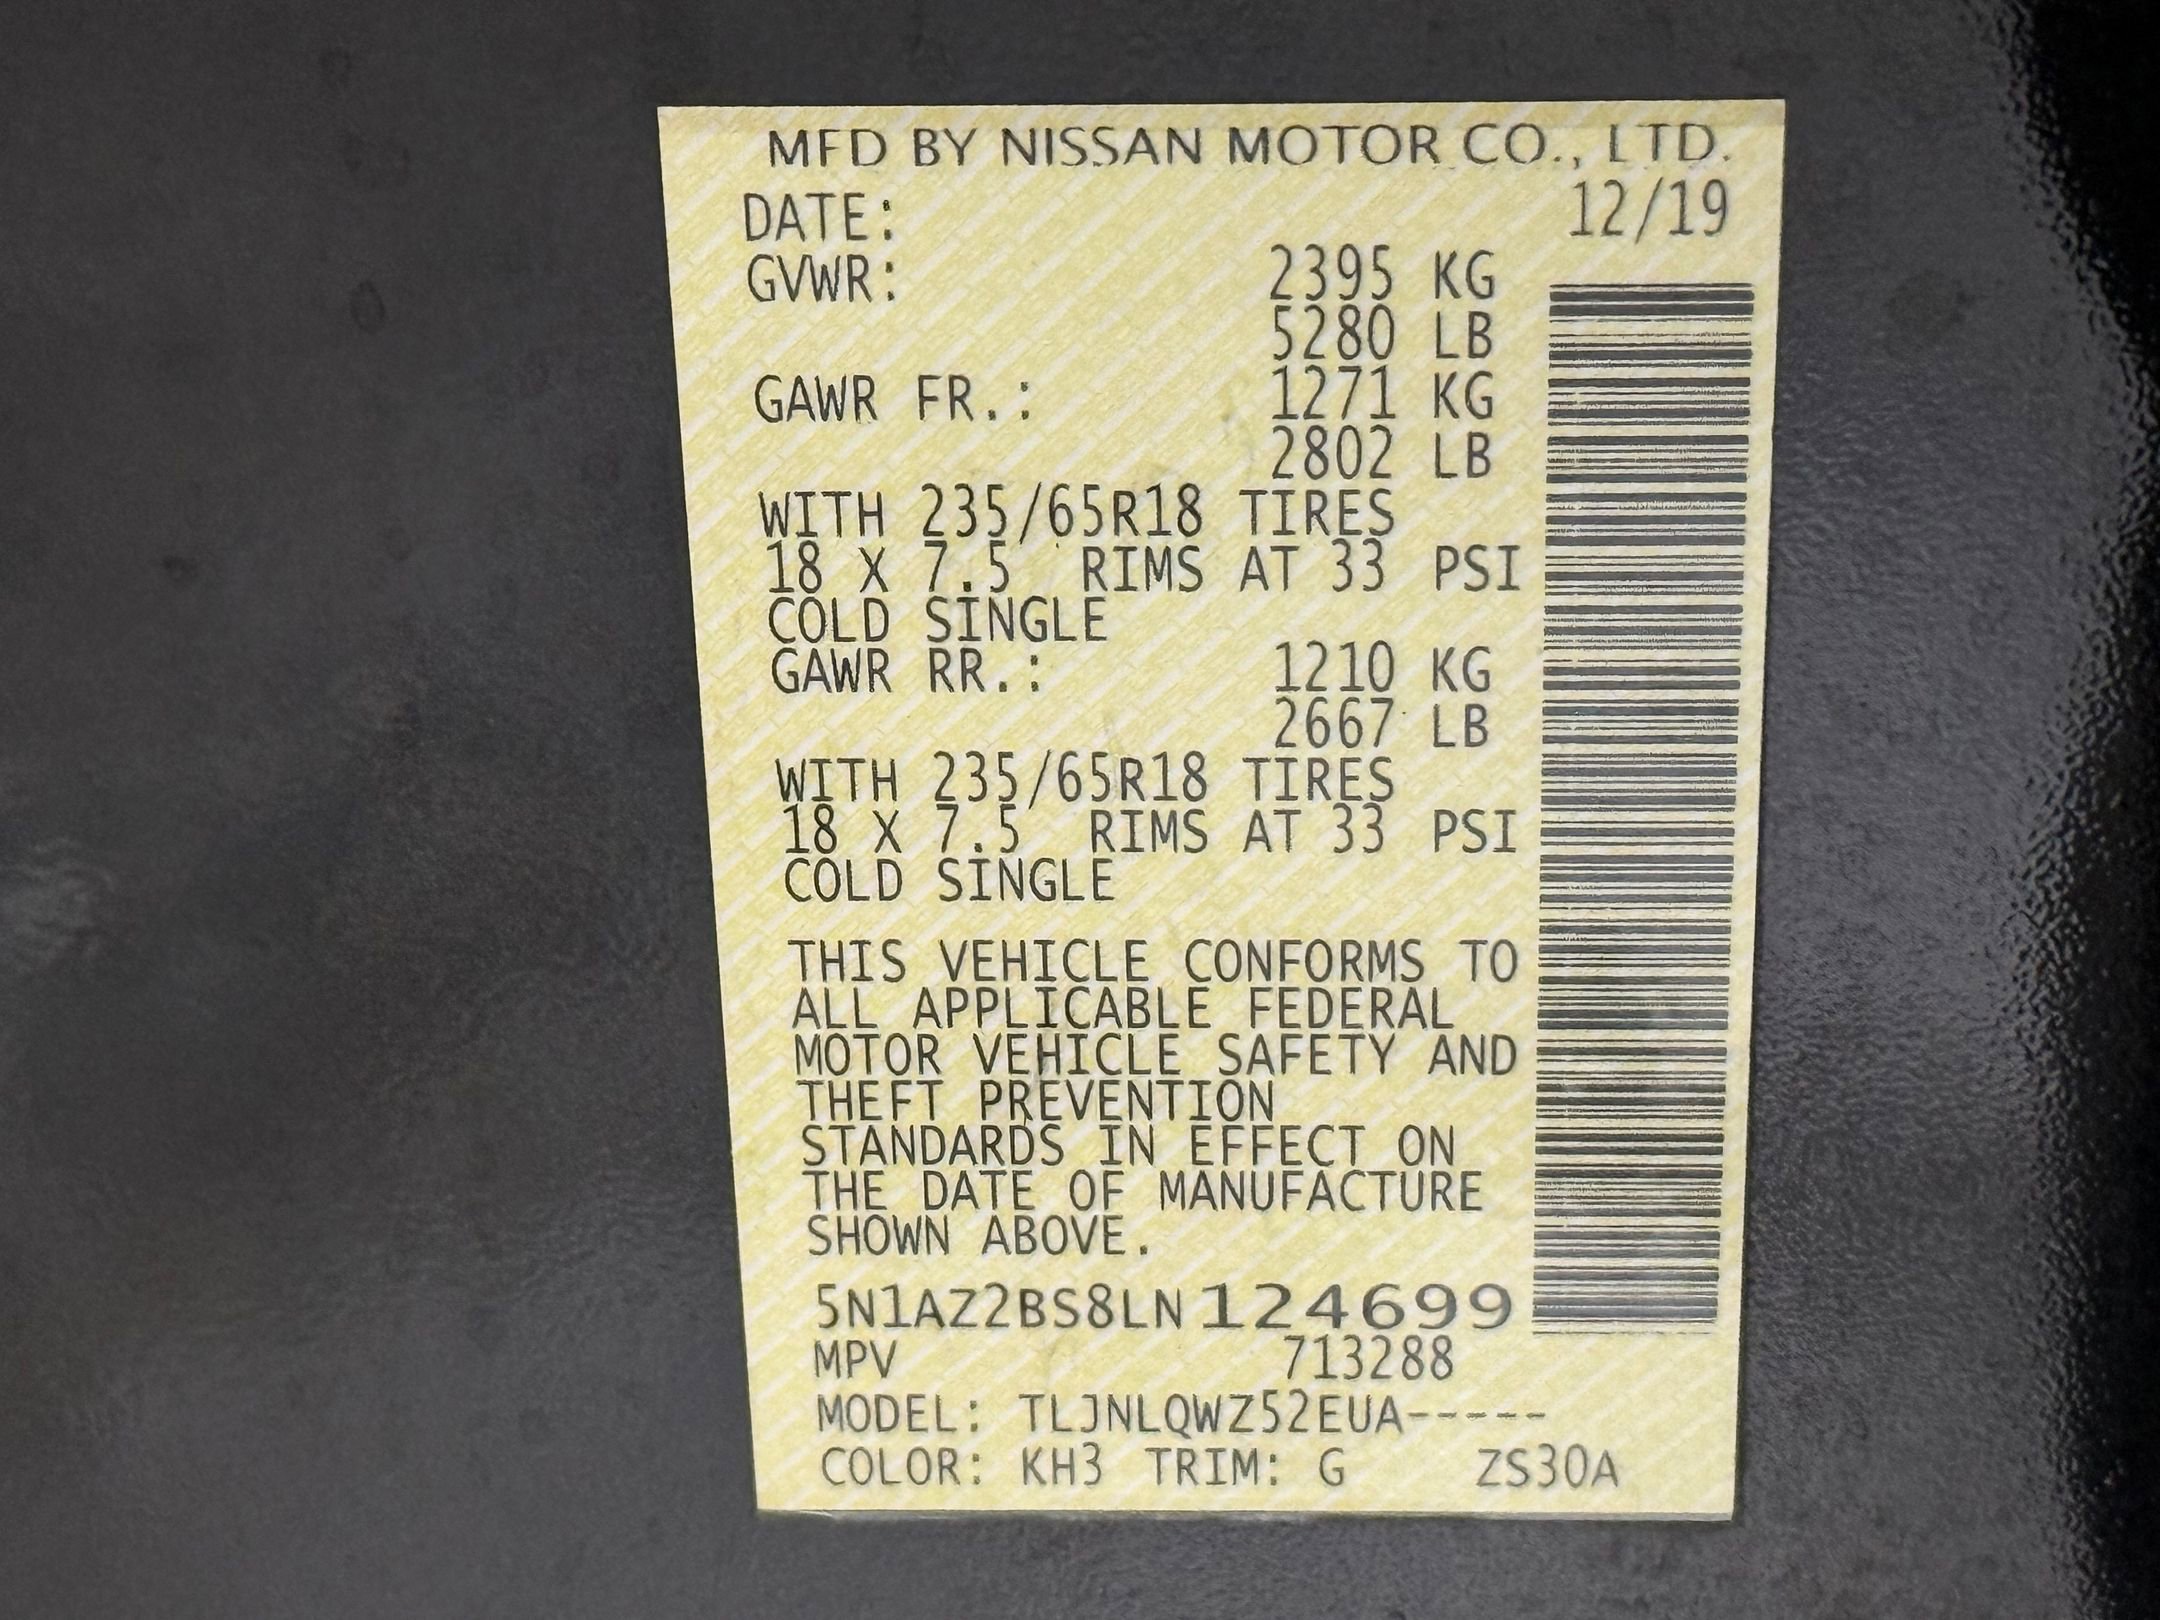 MFD BY NISSAN MOTOR CO., LTD.
DATE: 12/19
GVWR: 2395 KG
5280 LB
GAWR FR.: 1271 KG
2802 LB
WITH 235/65R18 TIRES
18 X 7.5 RIMS AT 33 PSI
COLD SINGLE
GAWR RR.: 1210 KG
2667 LB
WITH 235/65R18 TIRES
18 X 7.5 RIMS AT 33 PSI
COLD SINGLE
THIS VEHICLE CONFORMS TO
ALL APPLICABLE FEDERAL
MOTOR VEHICLE SAFETY AND
THEFT PREVENTION
STANDARDS IN EFFECT ON
THE DATE OF MANUFACTURE
SHOWN ABOVE.
5N1AZ2BS8LN124699
MPV 713288
MODEL: TLJNLQWZ52EUA-----
COLOR: KH3 TRIM: G ZS30A